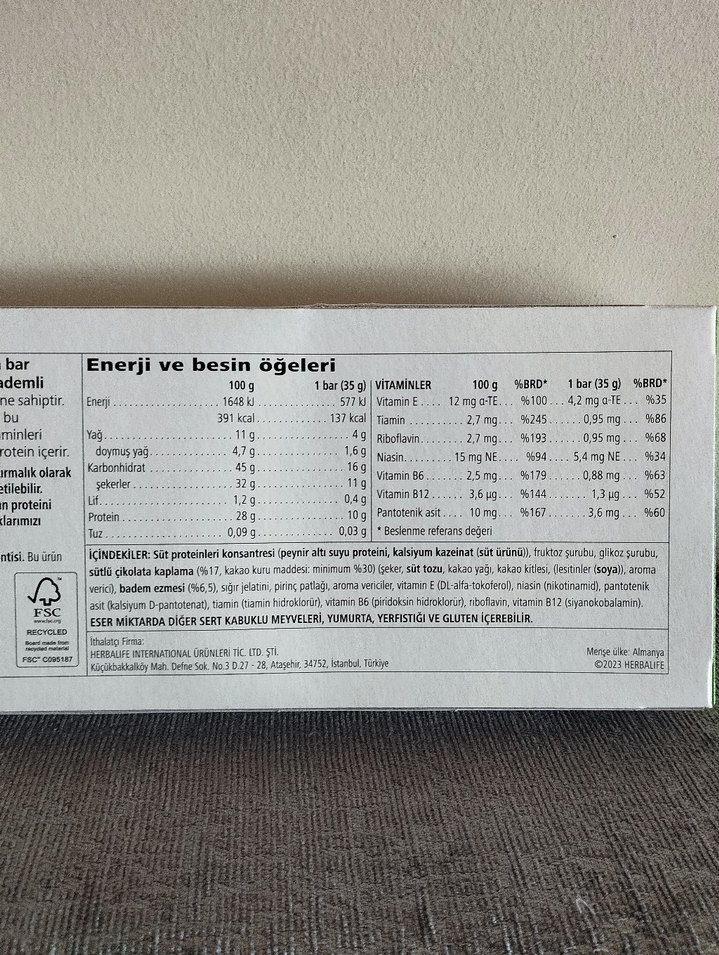 bar
ademli
ne sahiptir.
bu
minleri
rotein içerir.
ırmalık olarak
etilebilir.
ın proteini
klarımızı
ntisi. Bu ürün
FSC
www.fsc.org
RECYCLED
Board made from
recycled material
FSC® C095187
Enerji ve besin öğeleri
100 g 1 bar (35 g)
Enerji 1648 kJ 577 kJ
391 kcal 137 kcal
Yağ 11 g 4 g
doymuş yağ 4,7 g 1,6 g
Karbonhidrat 45 g 16 g
şekerler 32 g 11 g
Lif 1,2 g 0,4 g
Protein 28 g 10 g
Tuz 0,09 g 0,03 g
VİTAMİNLER 100 g %BRD* 1 bar (35 g) %BRD*
Vitamin E 12 mg α-TE %100 4,2 mg α-TE %35
Tiamin 2,7 mg %245 0,95 mg %86
Riboflavin 2,7 mg %193 0,95 mg %68
Niasin 15 mg NE %94 5,4 mg NE %34
Vitamin B6 2,5 mg %179 0,88 mg %63
Vitamin B12 3,6 µg %144 1,3 µg %52
Pantotenik asit 10 mg %167 3,6 mg %60
* Beslenme referans değeri
İÇİNDEKİLER: Süt proteinleri konsantresi (peynir altı suyu proteini, kalsiyum kazeinat (süt ürünü)), fruktoz şurubu, glikoz şurubu,
sütlü çikolata kaplama (%17, kakao kuru maddesi: minimum %30) (şeker, süt tozu, kakao yağı, kakao kitlesi, (lesitinler (soya)), aroma
verici), badem ezmesi (%6,5), sığır jelatini, pirinç patlağı, aroma vericiler, vitamin E (DL-alfa-tokoferol), niasin (nikotinamid), pantotenik
asit (kalsiyum D-pantotenat), tiamin (tiamin hidroklorür), vitamin B6 (piridoksin hidroklorür), riboflavin, vitamin B12 (siyanokobalamin).
ESER MİKTARDA DİĞER SERT KABUKLU MEYVELERİ, YUMURTA, YERFISTIĞI VE GLUTEN İÇEREBİLİR.
İthalatçı Firma:
HERBALIFE INTERNATIONAL ÜRÜNLERİ TİC. LTD. ŞTİ.
Küçükbakkalköy Mah. Defne Sok. No.3 D.27 - 28, Ataşehir, 34752, İstanbul, Türkiye
Menşe ülke: Almanya
©2023 HERBALIFE